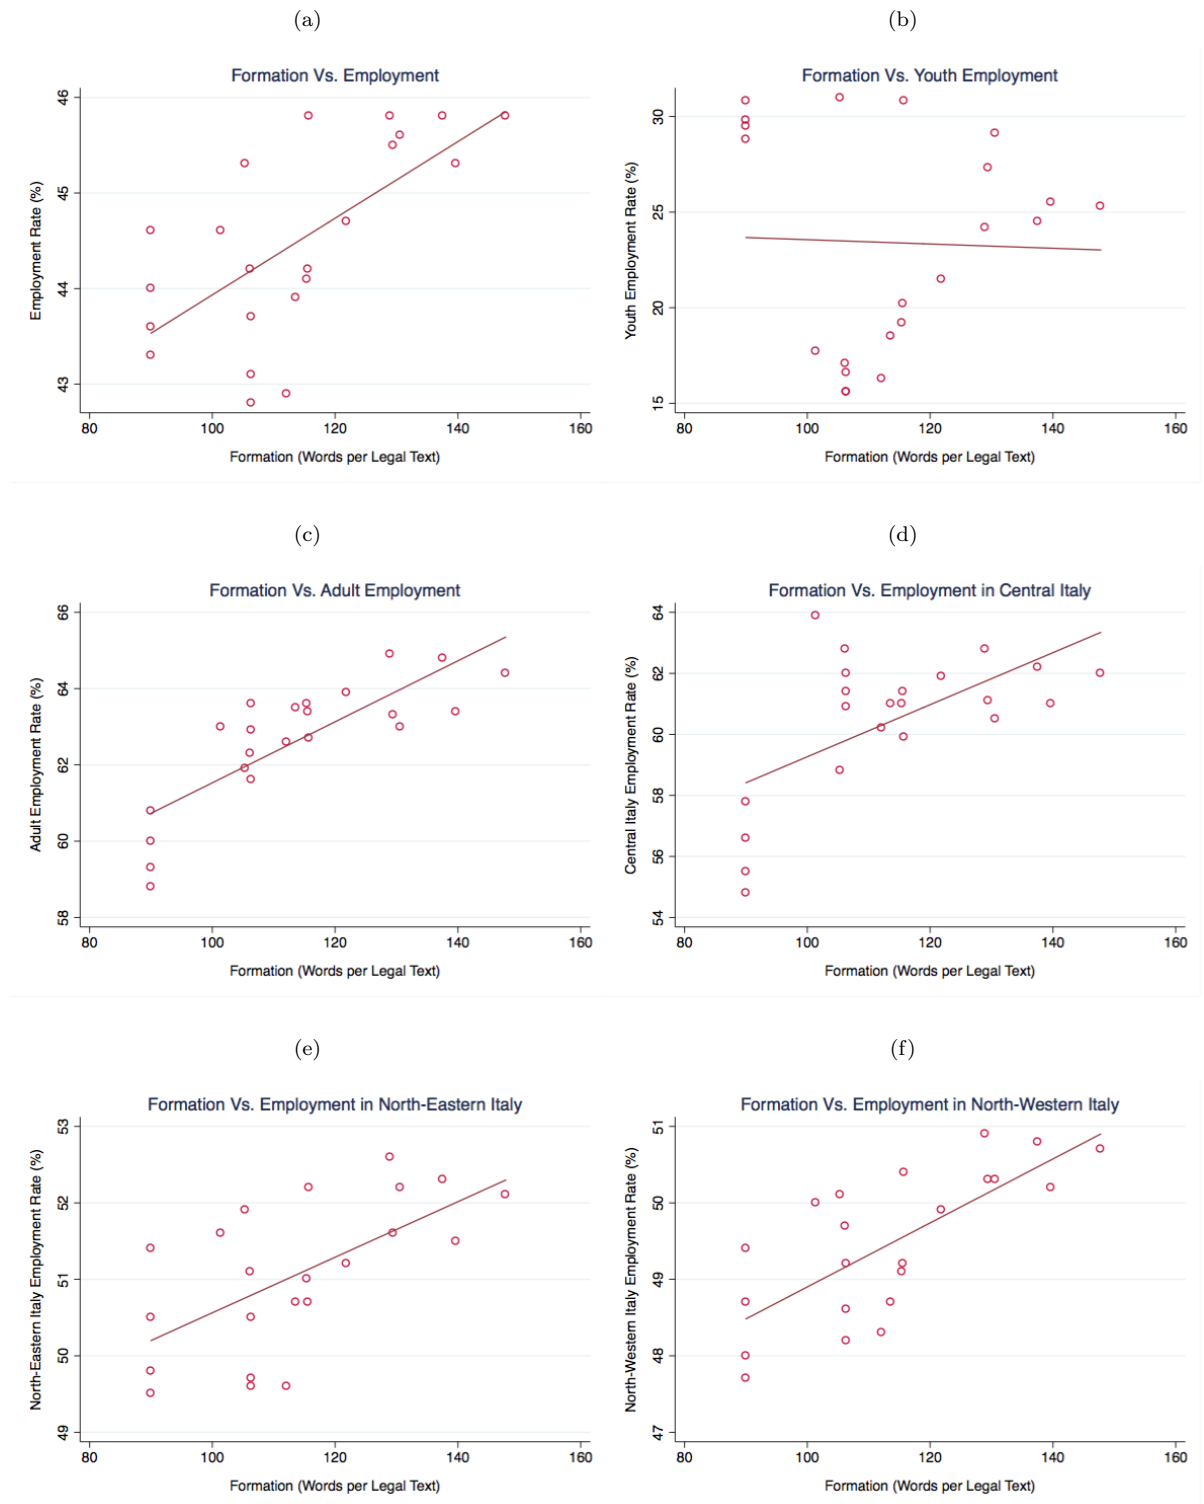 (a)
Formation Vs. Employment
Employment Rate (%)
46
45
44
43
80 100 120 140 160
Formation (Words per Legal Text)
(b)
Formation Vs. Youth Employment
Youth Employment Rate (%)
30
25
20
15
80 100 120 140 160
Formation (Words per Legal Text)
(c)
Formation Vs. Adult Employment
Adult Employment Rate (%)
66
64
62
60
58
80 100 120 140 160
Formation (Words per Legal Text)
(d)
Formation Vs. Employment in Central Italy
Central Italy Employment Rate (%)
64
62
60
58
56
54
80 100 120 140 160
Formation (Words per Legal Text)
(e)
Formation Vs. Employment in North-Eastern Italy
North-Eastern Italy Employment Rate (%)
53
52
51
50
49
80 100 120 140 160
Formation (Words per Legal Text)
(f)
Formation Vs. Employment in North-Western Italy
North-Western Italy Employment Rate (%)
51
50
49
48
47
80 100 120 140 160
Formation (Words per Legal Text)